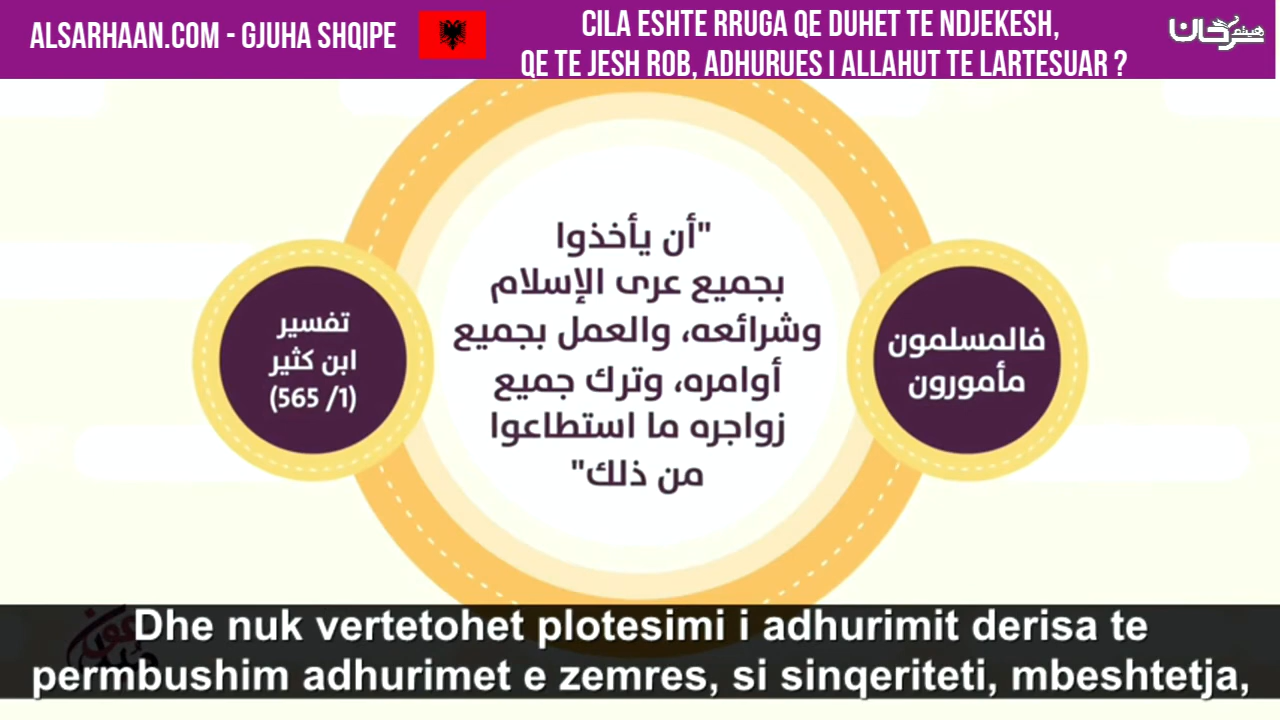 ALSARHAAN.COM - GJUHA SHQIPE
CILA ESHTE RRUGA QE DUHET TE NDJEKESH,
QE TE JESH ROB, ADHURUES I ALLAHUT TE LARTESUAR ?
هيثم سرحان
فالمسلمون
مأمورون
"أن يأخذوا
بجميع عرى الإسلام
وشرائعه، والعمل بجميع
أوامره، وترك جميع
زواجره ما استطاعوا
من ذلك"
تفسير
ابن كثير
(1/ 565)
Dhe nuk vertetohet plotesimi i adhurimit derisa te
permbushim adhurimet e zemres, si sinqeriteti, mbeshtetja,